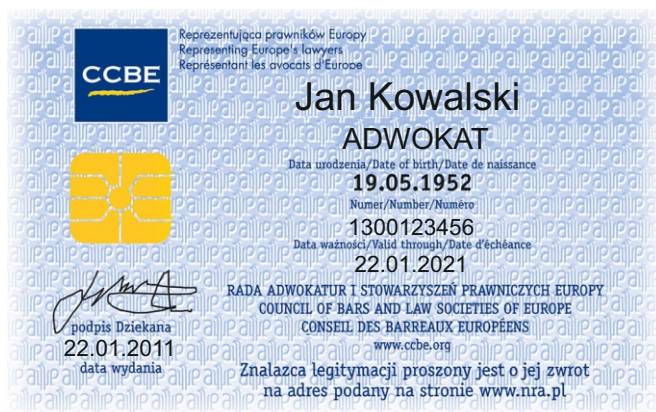 CCBE
Reprezentująca prawników Europy
Representing Europe's lawyers
Représentant les avocats d'Europe
Jan Kowalski
ADWOKAT
Data urodzenia/Date of birth/Date de naissance
19.05.1952
Numer/Number/Numéro
1300123456
Data ważności/Valid through/Date d'échéance
22.01.2021
podpis Dziekana
22.01.2011
data wydania
RADA ADWOKATUR I STOWARZYSZEŃ PRAWNICZYCH EUROPY
COUNCIL OF BARS AND LAW SOCIETIES OF EUROPE
CONSEIL DES BARREAUX EUROPÉENS
www.ccbe.org
Znalazca legitymacji proszony jest o jej zwrot
na adres podany na stronie www.nra.pl